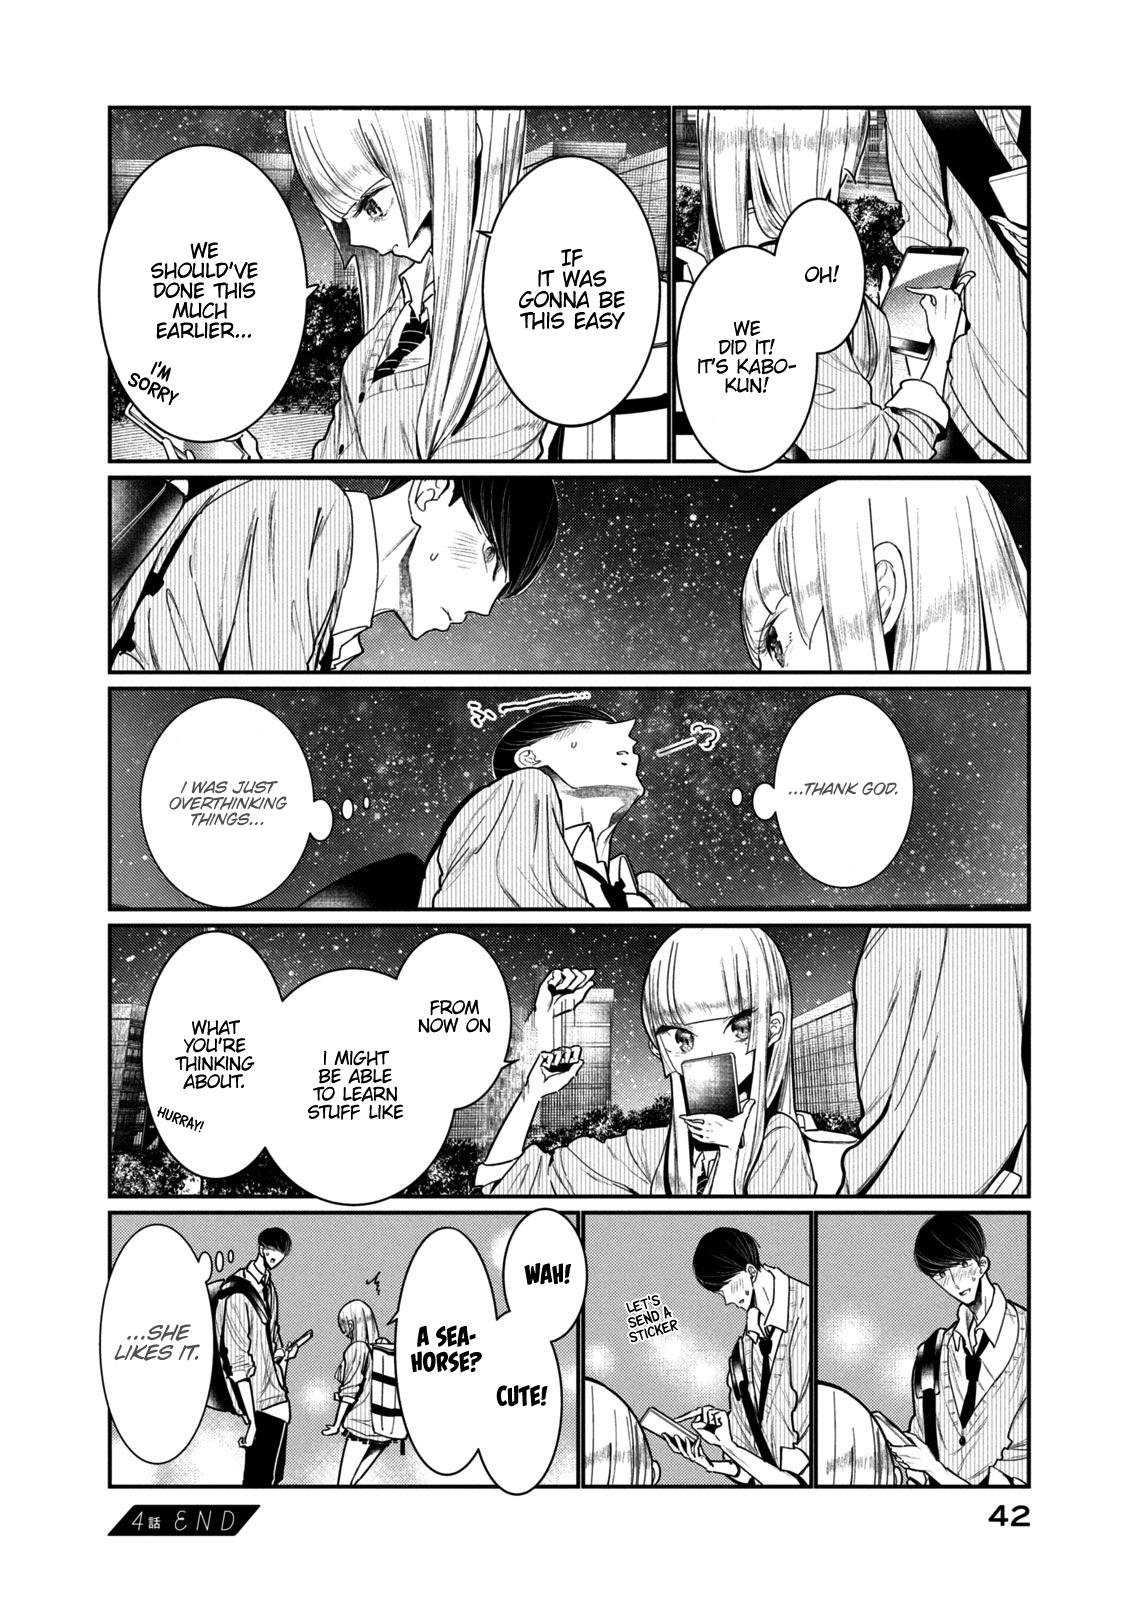 OH!
WE
DID IT!
IT'S KABO-
KUN!
IF
IT WAS
GONNA BE
THIS EASY
WE
SHOULD'VE
DONE THIS
MUCH
EARLIER...
I'M
SORRY
...THANK GOD.
ふー
I WAS JUST
OVERTHINKING
THINGS...
FROM
NOW ON
I MIGHT
BE ABLE
TO LEARN
STUFF LIKE
WHAT
YOU'RE
THINKING
ABOUT.
HURRAY!
LET'S
SEND A
STICKER
WAH!
A SEA-
HORSE?
CUTE!
...SHE
LIKES IT.
4話 END
42